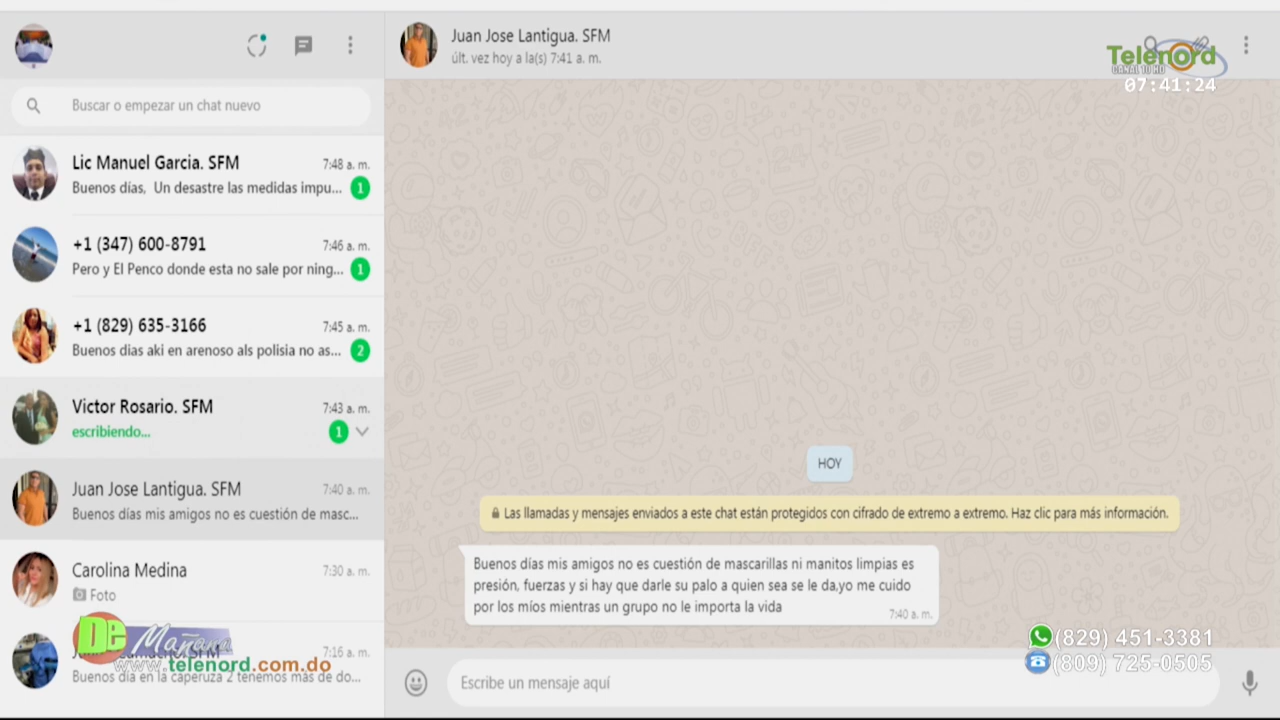 Juan Jose Lantigua. SFM
últ. vez hoy a la(s) 7:41 a. m.
Telenord
CANAL 10 HD
07:41:24
Buscar o empezar un chat nuevo
Lic Manuel Garcia. SFM
7:48 a. m.
Buenos días, Un desastre las medidas impu...
1
+1 (347) 600-8791
7:46 a. m.
Pero y El Penco donde esta no sale por ning...
1
+1 (829) 635-3166
7:45 a. m.
Buenos dias aki en arenoso als polisia no as...
2
Victor Rosario. SFM
7:43 a. m.
escribiendo...
1
Juan Jose Lantigua. SFM
7:40 a. m.
Buenos días mis amigos no es cuestión de masc...
Carolina Medina
7:30 a. m.
Foto
7:16 a. m.
Buenos día en la caperuza 2 tenemos más de do...
De Mañana
www.telenord.com.do
HOY
Las llamadas y mensajes enviados a este chat están protegidos con cifrado de extremo a extremo. Haz clic para más información.
Buenos días mis amigos no es cuestión de mascarillas ni manitos limpias es
presión, fuerzas y si hay que darle su palo a quien sea se le da,yo me cuido
por los míos mientras un grupo no le importa la vida
7:40 a. m.
(829) 451-3381
(809) 725-0505
Escribe un mensaje aquí